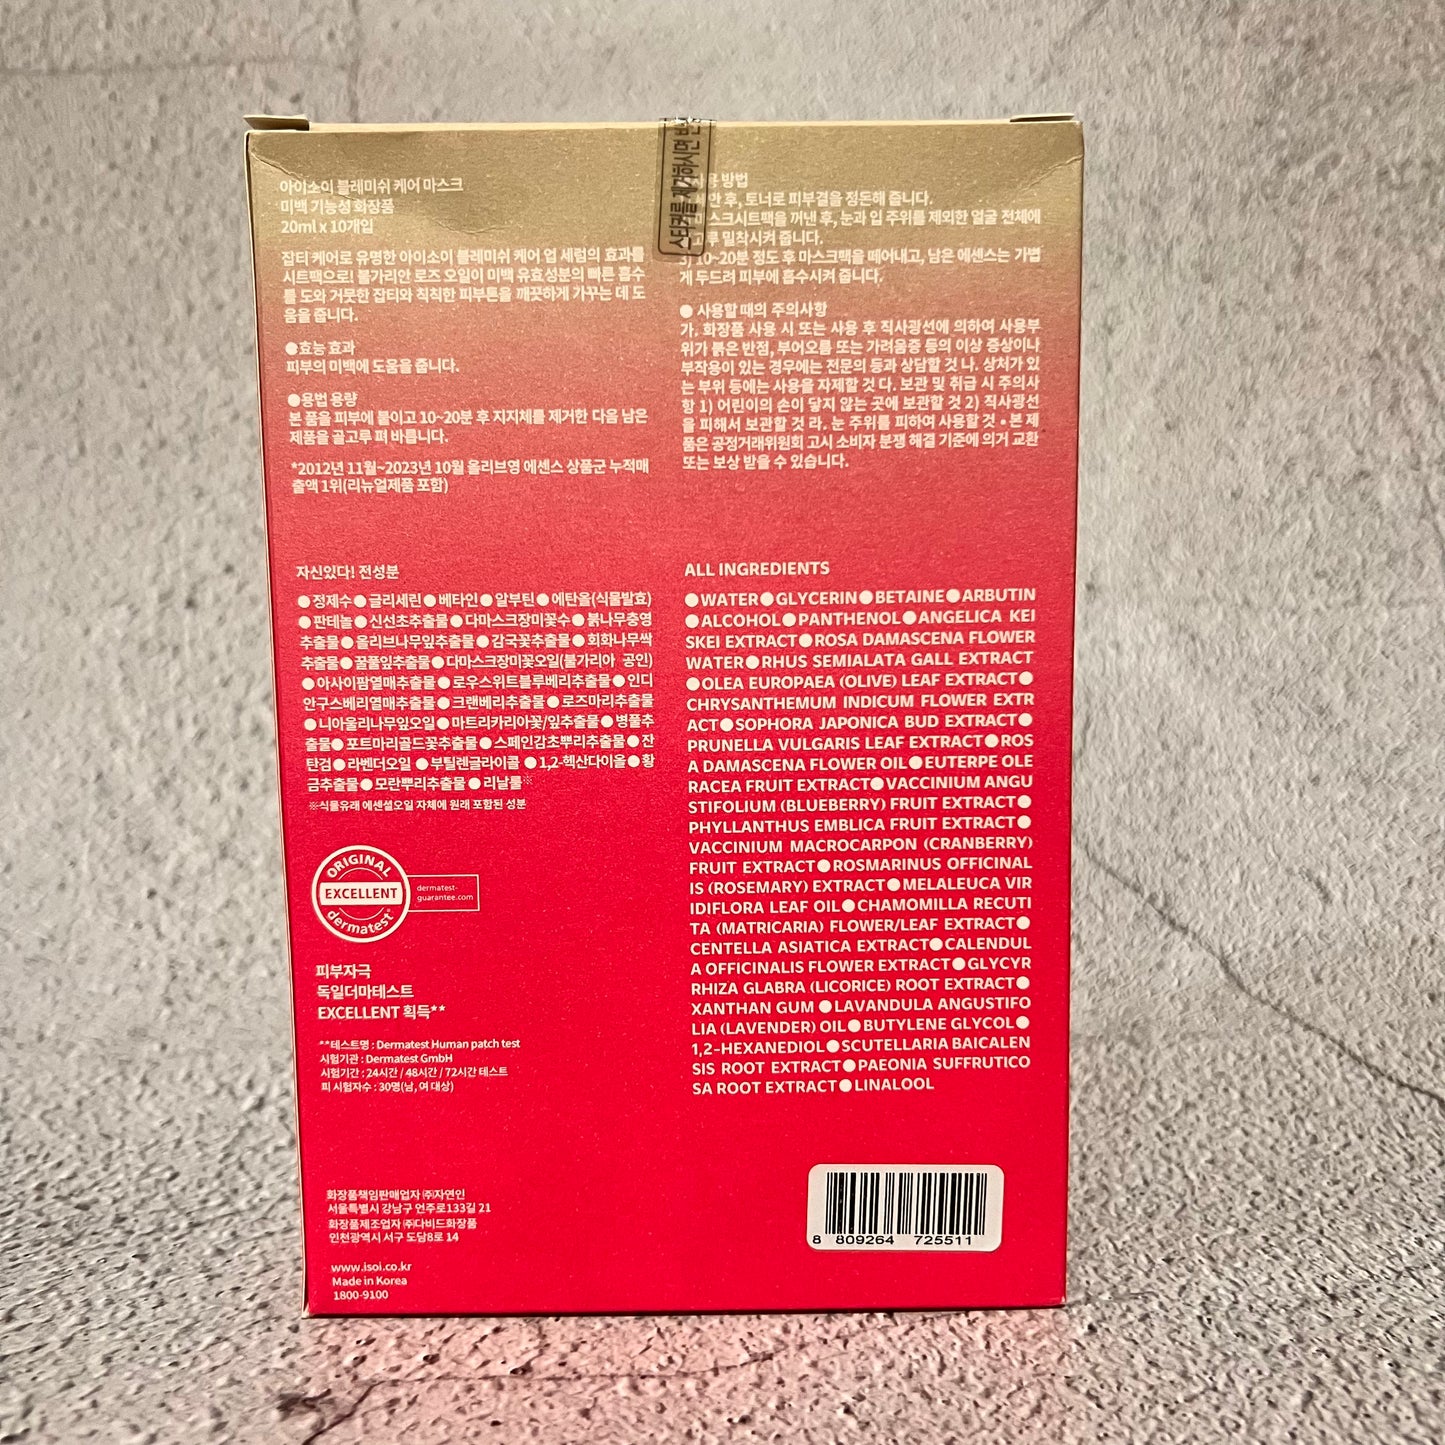 아이소이 블레미쉬 케어 마스크
미백 기능성 화장품
20ml x 10개입
잡티 케어로 유명한 아이소이 블레미쉬 케어 업 세럼의 효과를
시트팩으로! 불가리안 로즈 오일이 미백 유효성분의 빠른 흡수
를 도와 거뭇한 잡티와 칙칙한 피부톤을 깨끗하게 가꾸는 데 도
움을 줍니다.
●효능 효과
피부의 미백에 도움을 줍니다.
●용법 용량
본 품을 피부에 붙이고 10~20분 후 지지체를 제거한 다음 남은
제품을 골고루 펴 바릅니다.
*2012년 11월~2023년 10월 올리브영 에센스 상품군 누적매
출액 1위(리뉴얼제품 포함)
스티커를 제거하시면
용 방법
안 후, 토너로 피부결을 정돈해 줍니다.
마스크시트팩을 꺼낸 후, 눈과 입 주위를 제외한 얼굴 전체에
고루 밀착시켜 줍니다.
3) 10~20분 정도 후 마스크팩을 떼어내고, 남은 에센스는 가볍
게 두드려 피부에 흡수시켜 줍니다.
● 사용할 때의 주의사항
가. 화장품 사용 시 또는 사용 후 직사광선에 의하여 사용부
위가 붉은 반점, 부어오름 또는 가려움증 등의 이상 증상이나
부작용이 있는 경우에는 전문의 등과 상담할 것 나. 상처가 있
는 부위 등에는 사용을 자제할 것 다. 보관 및 취급 시 주의사
항 1) 어린이의 손이 닿지 않는 곳에 보관할 것 2) 직사광선
을 피해서 보관할 것 라. 눈 주위를 피하여 사용할 것 • 본 제
품은 공정거래위원회 고시 소비자 분쟁 해결 기준에 의거 교환
또는 보상 받을 수 있습니다.
자신있다! 전성분
●정제수●글리세린●베타인●알부틴●에탄올(식물발효)
●판테놀●신선초추출물●다마스크장미꽃수●붉나무충영
추출물●올리브나무잎추출물●감국꽃추출물●회화나무싹
추출물●꿀풀잎추출물●다마스크장미꽃오일(불가리아 공인)
●아사이팜열매추출물●로우스위트블루베리추출물●인디
안구스베리열매추출물●크랜베리추출물●로즈마리추출물
●니아울리나무잎오일●마트리카리아꽃/잎추출물●병풀추
출물●포트마리골드꽃추출물●스페인감초뿌리추출물●잔
탄검●라벤더오일 ●부틸렌글라이콜 ●1,2-헥산다이올●황
금추출물●모란뿌리추출물●리날룰※
※식물유래 에센셜오일 자체에 원래 포함된 성분
ALL INGREDIENTS
●WATER●GLYCERIN●BETAINE●ARBUTIN
●ALCOHOL●PANTHENOL●ANGELICA KEI
SKEI EXTRACT●ROSA DAMASCENA FLOWER
WATER●RHUS SEMIALATA GALL EXTRACT
●OLEA EUROPAEA (OLIVE) LEAF EXTRACT●
CHRYSANTHEMUM INDICUM FLOWER EXTR
ACT●SOPHORA JAPONICA BUD EXTRACT●
PRUNELLA VULGARIS LEAF EXTRACT●ROS
A DAMASCENA FLOWER OIL●EUTERPE OLE
RACEA FRUIT EXTRACT●VACCINIUM ANGU
STIFOLIUM (BLUEBERRY) FRUIT EXTRACT●
PHYLLANTHUS EMBLICA FRUIT EXTRACT●
VACCINIUM MACROCARPON (CRANBERRY)
FRUIT EXTRACT●ROSMARINUS OFFICINAL
IS (ROSEMARY) EXTRACT●MELALEUCA VIR
IDIFLORA LEAF OIL●CHAMOMILLA RECUTI
TA (MATRICARIA) FLOWER/LEAF EXTRACT●
CENTELLA ASIATICA EXTRACT●CALENDUL
A OFFICINALIS FLOWER EXTRACT●GLYCYR
RHIZA GLABRA (LICORICE) ROOT EXTRACT●
XANTHAN GUM ●LAVANDULA ANGUSTIFO
LIA (LAVENDER) OIL●BUTYLENE GLYCOL●
1,2-HEXANEDIOL●SCUTELLARIA BAICALEN
SIS ROOT EXTRACT●PAEONIA SUFFRUTICO
SA ROOT EXTRACT●LINALOOL
ORIGINAL
EXCELLENT
dermatest®
dermatest-
guarantee.com
피부자극
독일더마테스트
EXCELLENT 획득**
**테스트명 : Dermatest Human patch test
시험기관 : Dermatest GmbH
시험기간 : 24시간 / 48시간 / 72시간 테스트
피 시험자수 : 30명(남, 여 대상)
화장품책임판매업자 ㈜자연인
서울특별시 강남구 언주로133길 21
화장품제조업자 ㈜다비드화장품
인천광역시 서구 도담8로 14
www.isoi.co.kr
Made in Korea
1800-9100
8 809264 725511